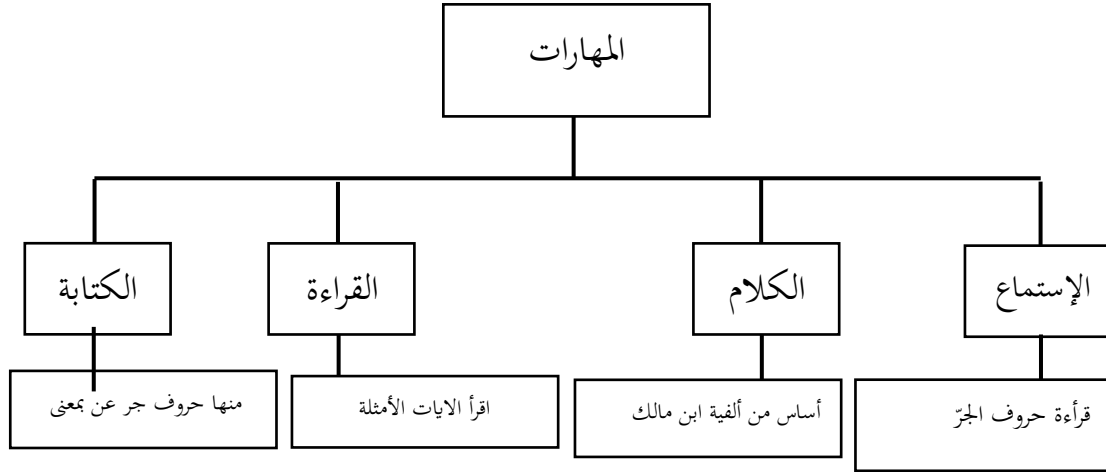 المهارات
الإستماع
الكلام
القراءة
الكتابة
قرأءة حروف الجرّ
أساس من ألفية ابن مالك
اقرأ الايات الأمثلة
منها حروف جر عن بمعنى